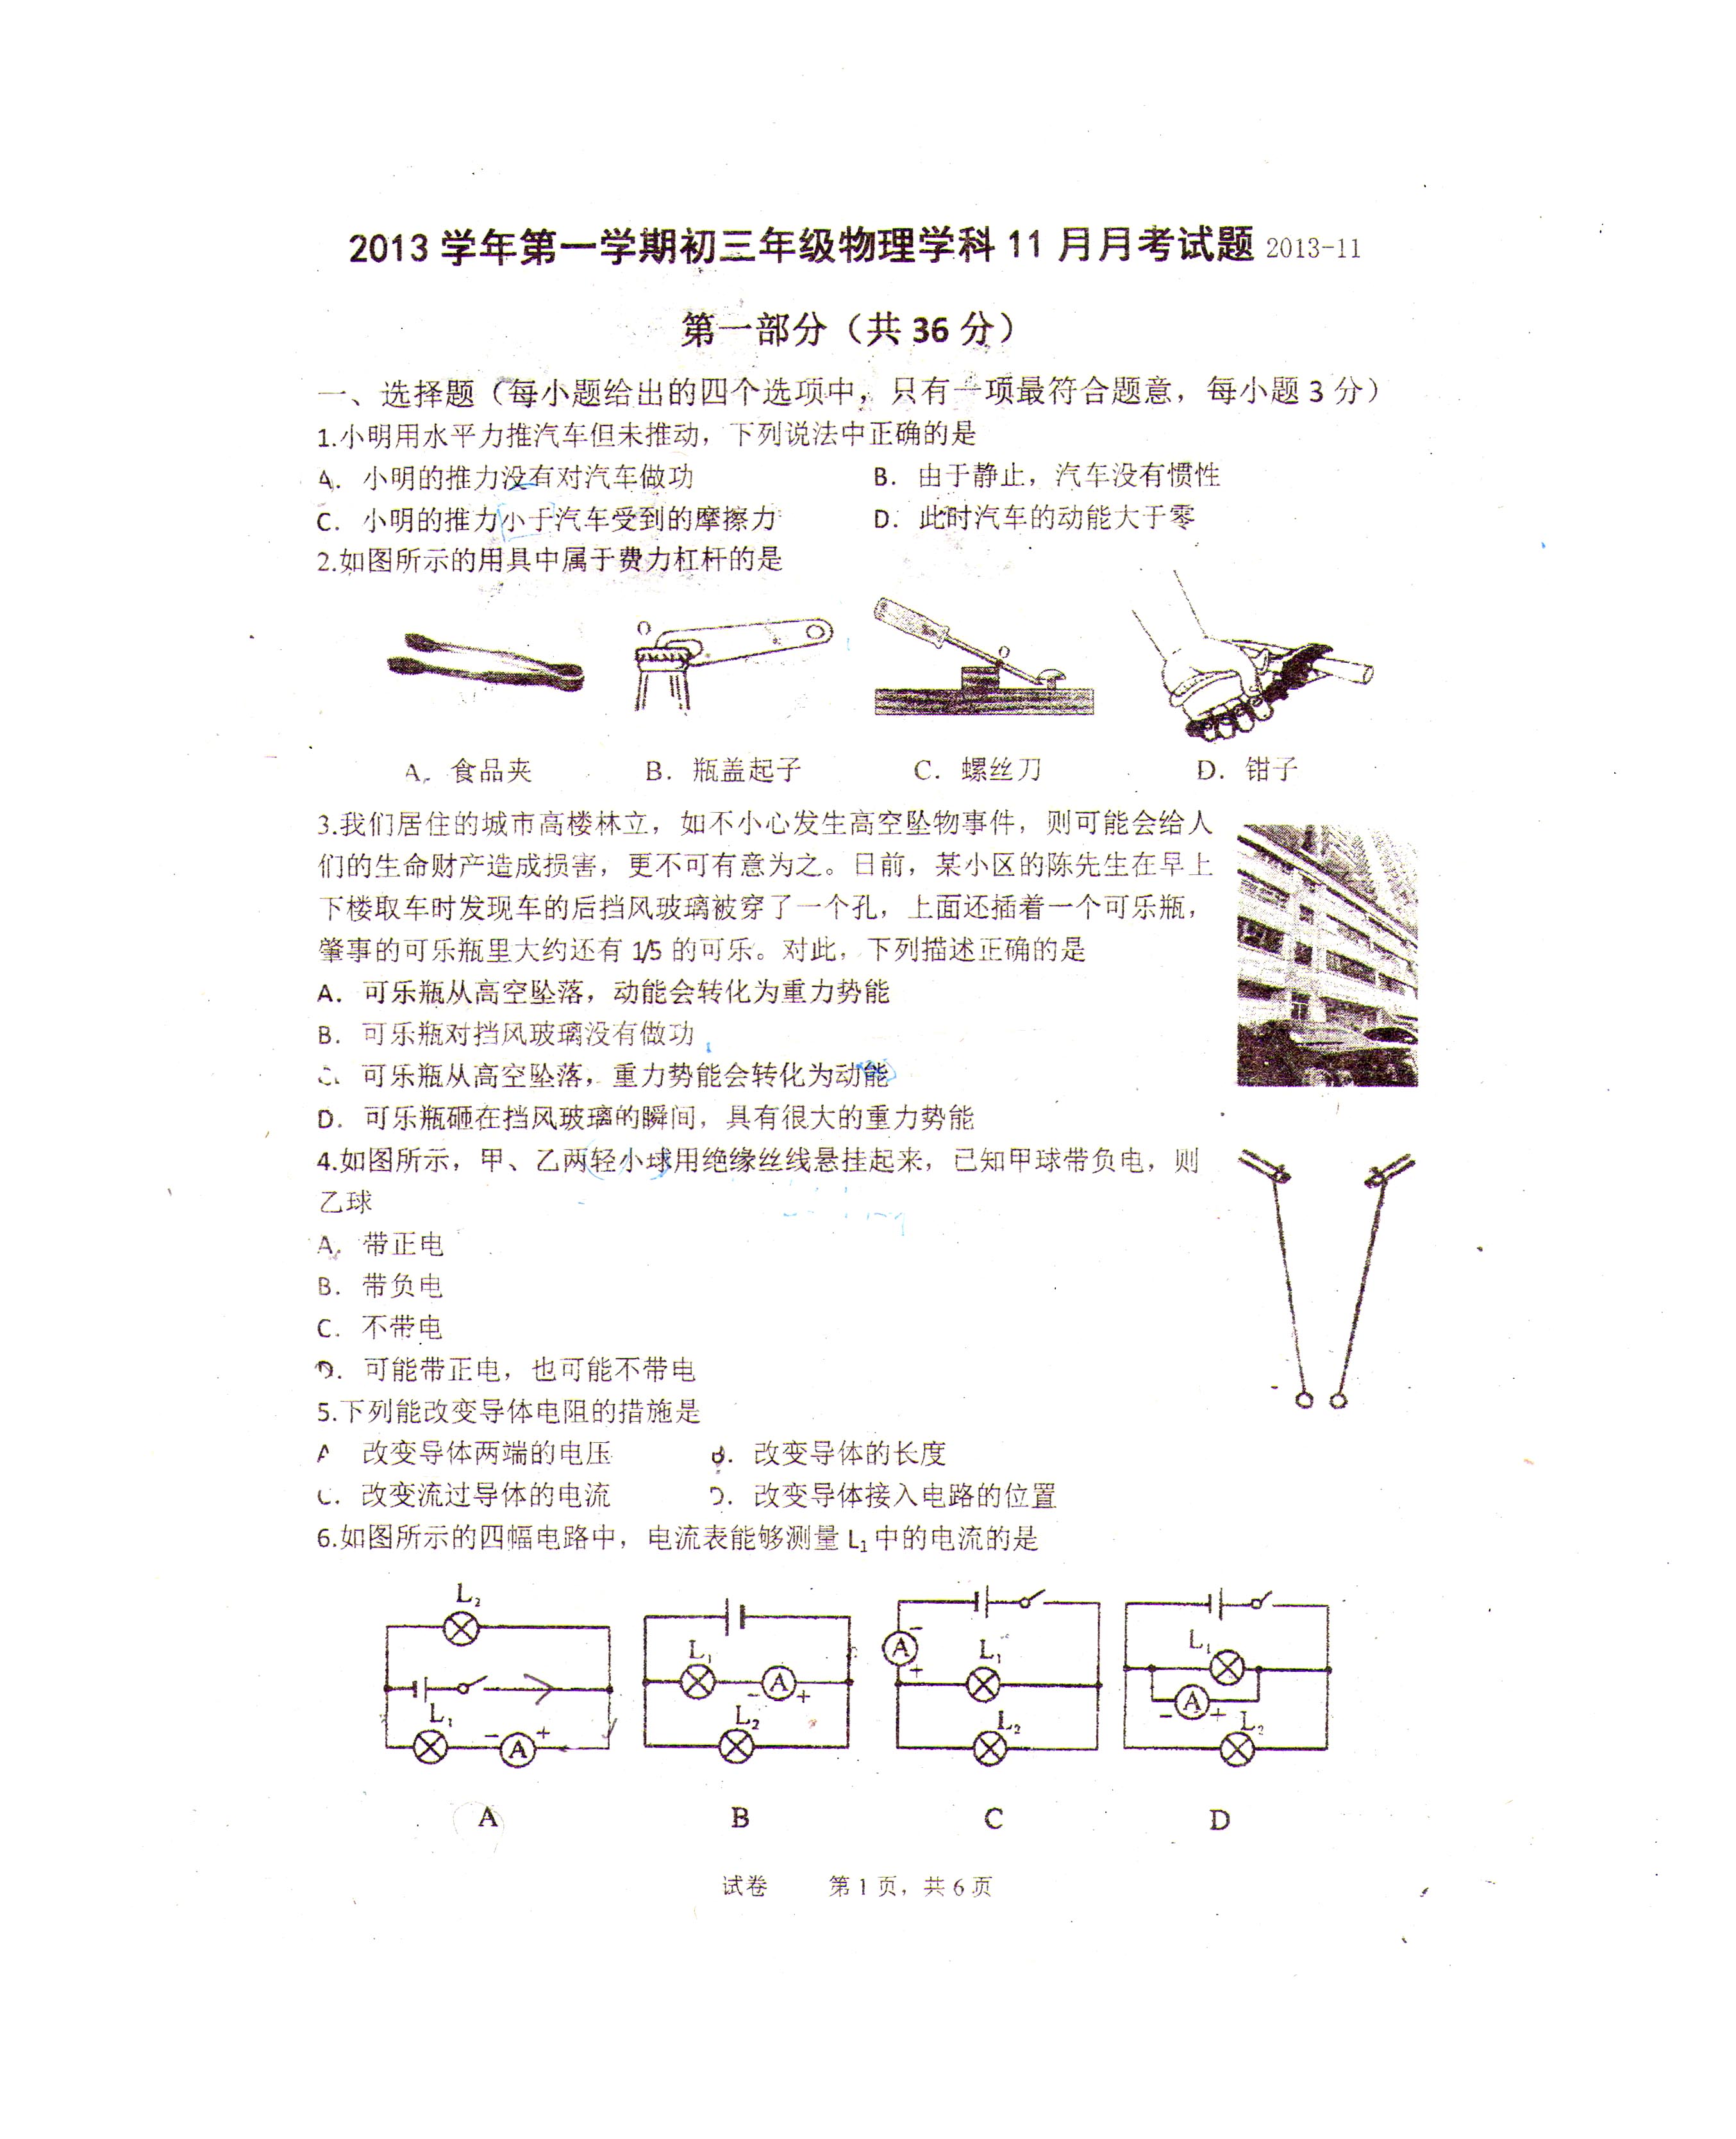 2013 学年第一学期初三年级物理学科 11 月月考试题 2013-11
第一部分（共 36 分）
一、选择题（每小题给出的四个选项中，只有一项最符合题意，每小题 3 分）
1.小明用水平力推汽车但未推动，下列说法中正确的是
A. 小明的推力没有对汽车做功 B. 由于静止，汽车没有惯性
C. 小明的推力小于汽车受到的摩擦力 D. 此时汽车的动能大于零
2.如图所示的用具中属于费力杠杆的是
O O
A. 食品夹 B. 瓶盖起子 C. 螺丝刀 D. 钳子
3.我们居住的城市高楼林立，如不小心发生高空坠物事件，则可能会给人
们的生命财产造成损害，更不可有意为之。日前，某小区的陈先生在早上
下楼取车时发现车的后挡风玻璃被穿了一个孔，上面还插着一个可乐瓶，
肇事的可乐瓶里大约还有 1/5 的可乐。对此，下列描述正确的是
A. 可乐瓶从高空坠落，动能会转化为重力势能
B. 可乐瓶对挡风玻璃没有做功
C. 可乐瓶从高空坠落，重力势能会转化为动能
D. 可乐瓶砸在挡风玻璃的瞬间，具有很大的重力势能
4.如图所示，甲、乙两轻小球用绝缘丝线悬挂起来，已知甲球带负电，则
乙球
A. 带正电
B. 带负电
C. 不带电
D. 可能带正电，也可能不带电
5.下列能改变导体电阻的措施是
A 改变导体两端的电压 B. 改变导体的长度
C. 改变流过导体的电流 D. 改变导体接入电路的位置
6.如图所示的四幅电路中，电流表能够测量 L₁ 中的电流的是
L₂
L₁ - A +
L₁ - A +
L₂
- A +
L₁
L₂
L₁
- A +
L₂
A B C D
试卷 第 1 页，共 6 页